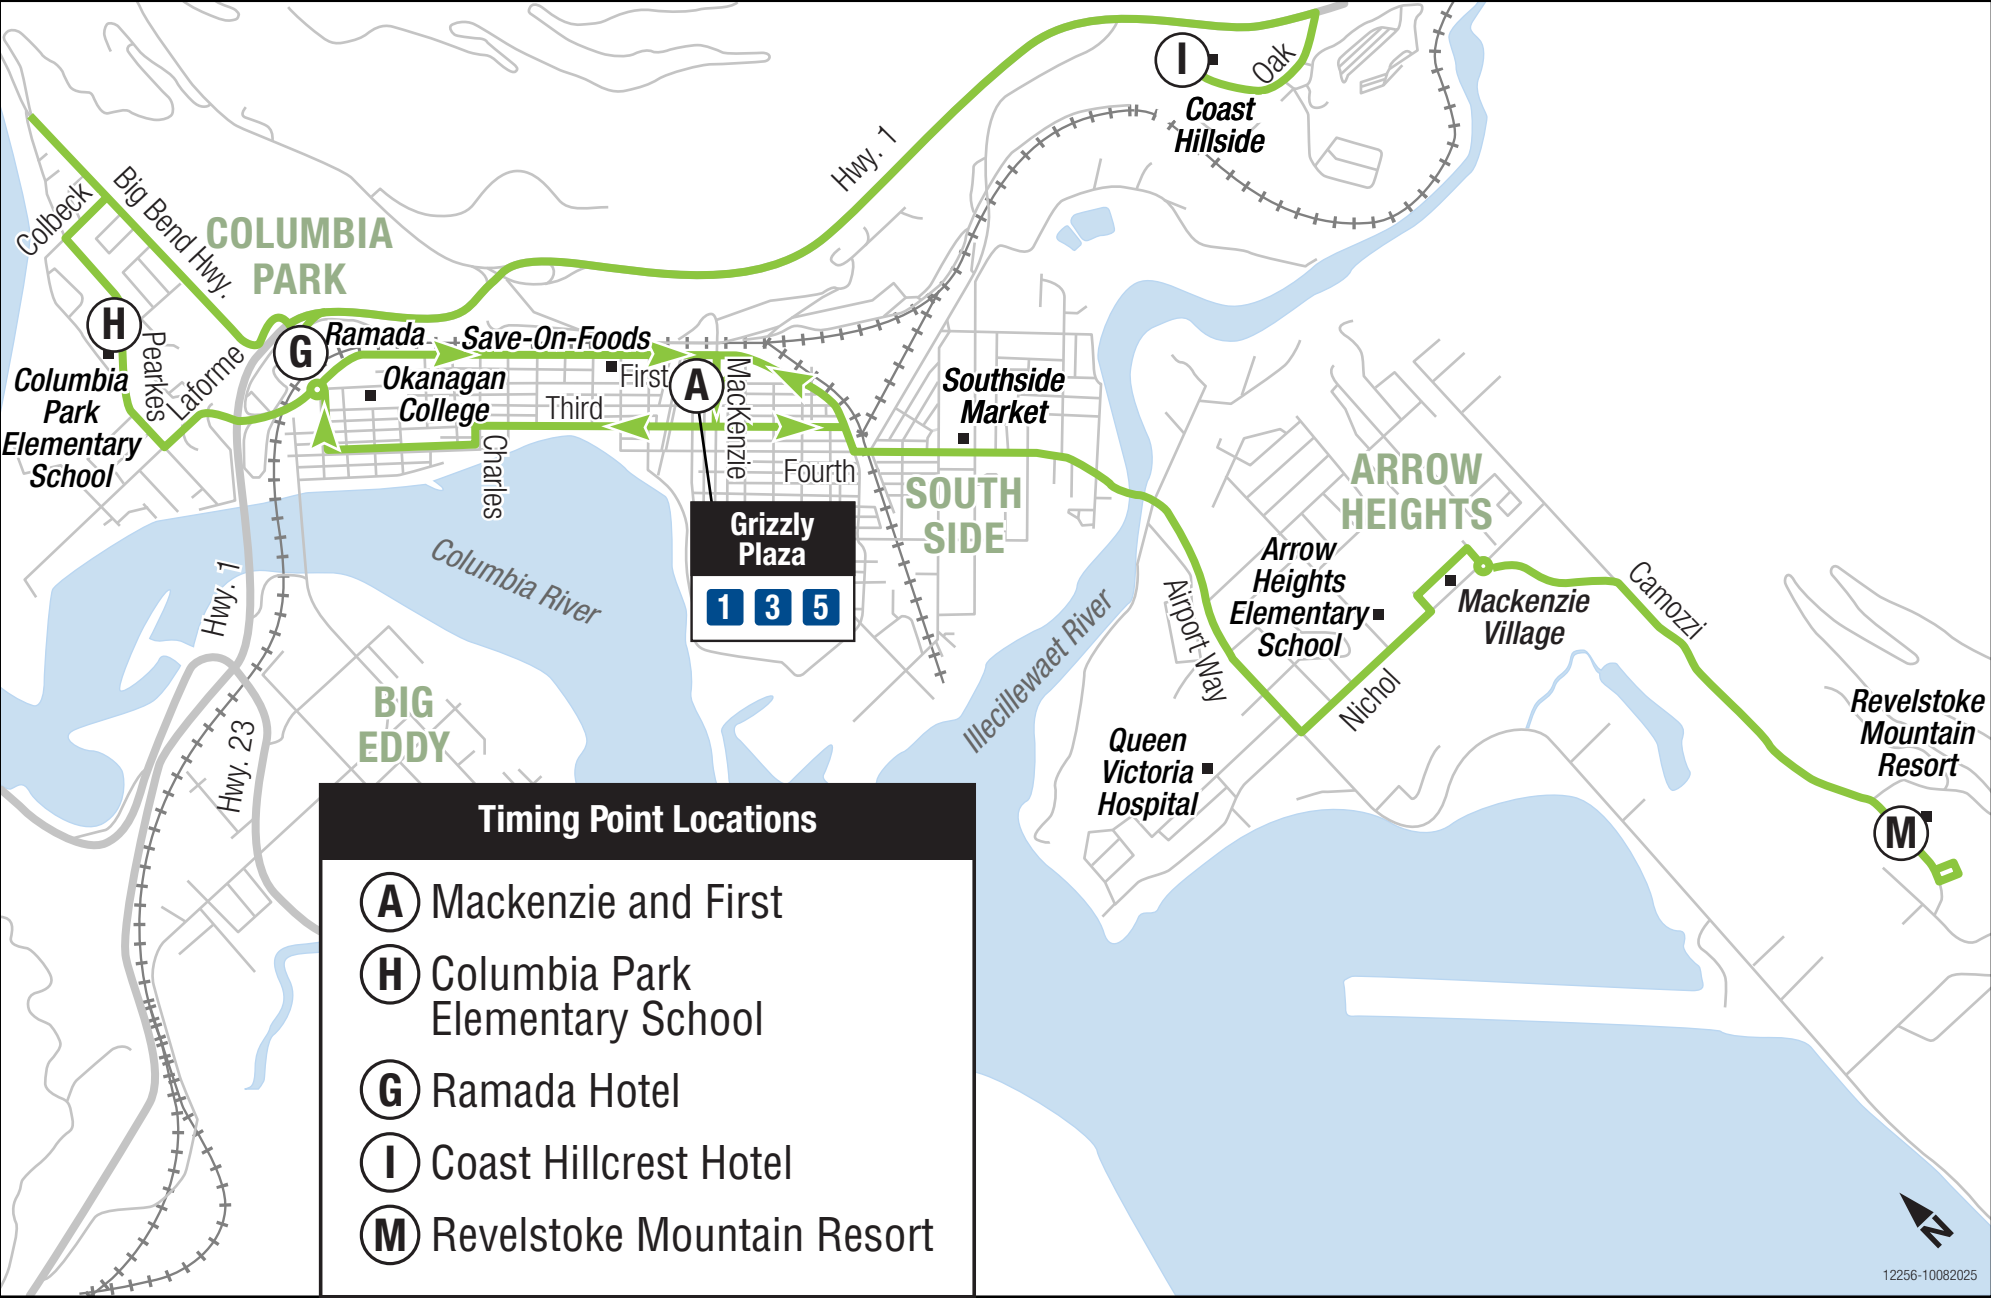 I
Oak
Coast
Hillside
Hwy. 1
Colbeck
Big Bend Hwy.
COLUMBIA
PARK
H
Pearkes
Laforme
G
Ramada
Save-On-Foods
Columbia
Park
Elementary
School
Okanagan
College
First
A
Mackenzie
Third
Charles
Fourth
Southside
Market
SOUTH
SIDE
Grizzly
Plaza
1 3 5
ARROW
HEIGHTS
Arrow
Heights
Elementary
School
Mackenzie
Village
Camozzi
Airport Way
Nichol
Columbia River
Illecillewaet River
Hwy. 1
Hwy. 23
BIG
EDDY
Queen
Victoria
Hospital
Revelstoke
Mountain
Resort
M
Timing Point Locations
A Mackenzie and First
H Columbia Park
Elementary School
G Ramada Hotel
I Coast Hillcrest Hotel
M Revelstoke Mountain Resort
N
12256-10082025